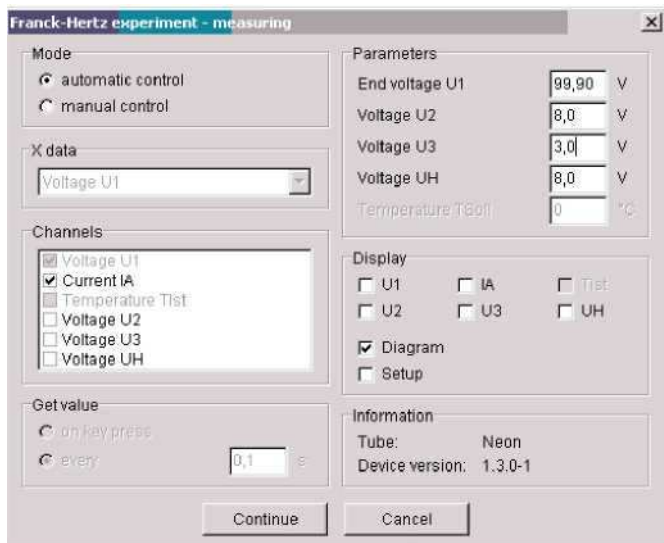 Franck-Hertz experiment - measuring
Mode
automatic control
manual control
X data
Voltage U1
Channels
Voltage U1
Current IA
Temperature TIst
Voltage U2
Voltage U3
Voltage UH
Get value
on key press
every 0,1 s
Parameters
End voltage U1 99,90 V
Voltage U2 8,0 V
Voltage U3 3,0 V
Voltage UH 8,0 V
Temperature TSoll 0 °C
Display
U1 IA Tist
U2 U3 UH
Diagram
Setup
Information
Tube: Neon
Device version: 1.3.0-1
Continue Cancel